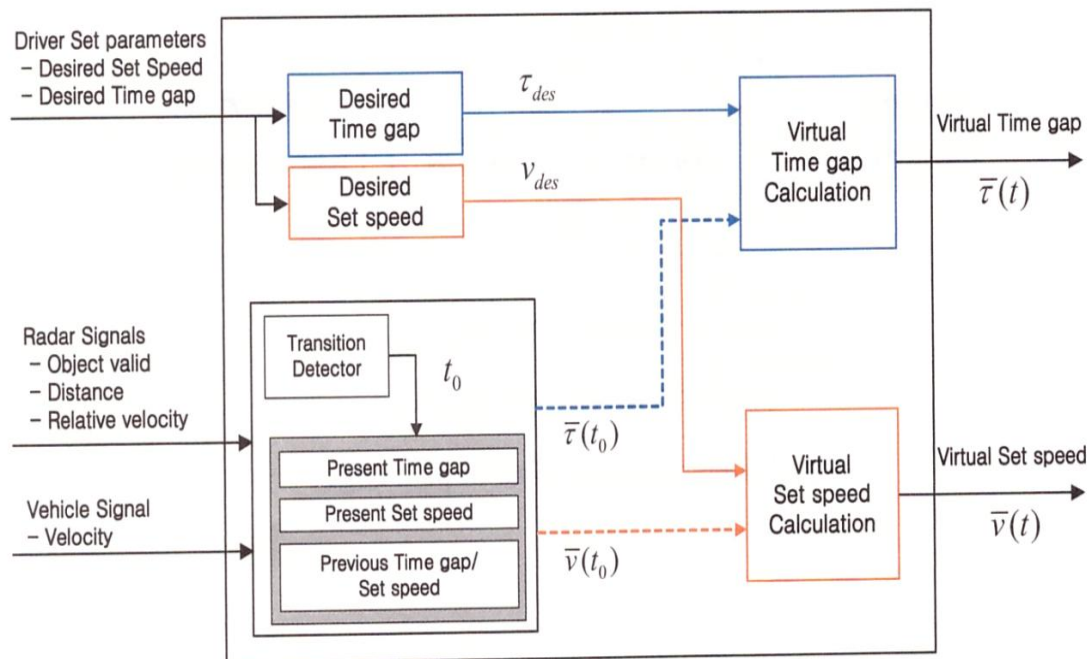 Driver Set parameters
– Desired Set Speed
– Desired Time gap
Desired
Time gap
τ_des
Desired
Set speed
v_des
Virtual
Time gap
Calculation
Virtual Time gap
τ̅(t)
Radar Signals
– Object valid
– Distance
– Relative velocity
Vehicle Signal
– Velocity
Transition
Detector
t₀
Present Time gap
Present Set speed
Previous Time gap/
Set speed
τ̅(t₀)
v̅(t₀)
Virtual
Set speed
Calculation
Virtual Set speed
v̅(t)